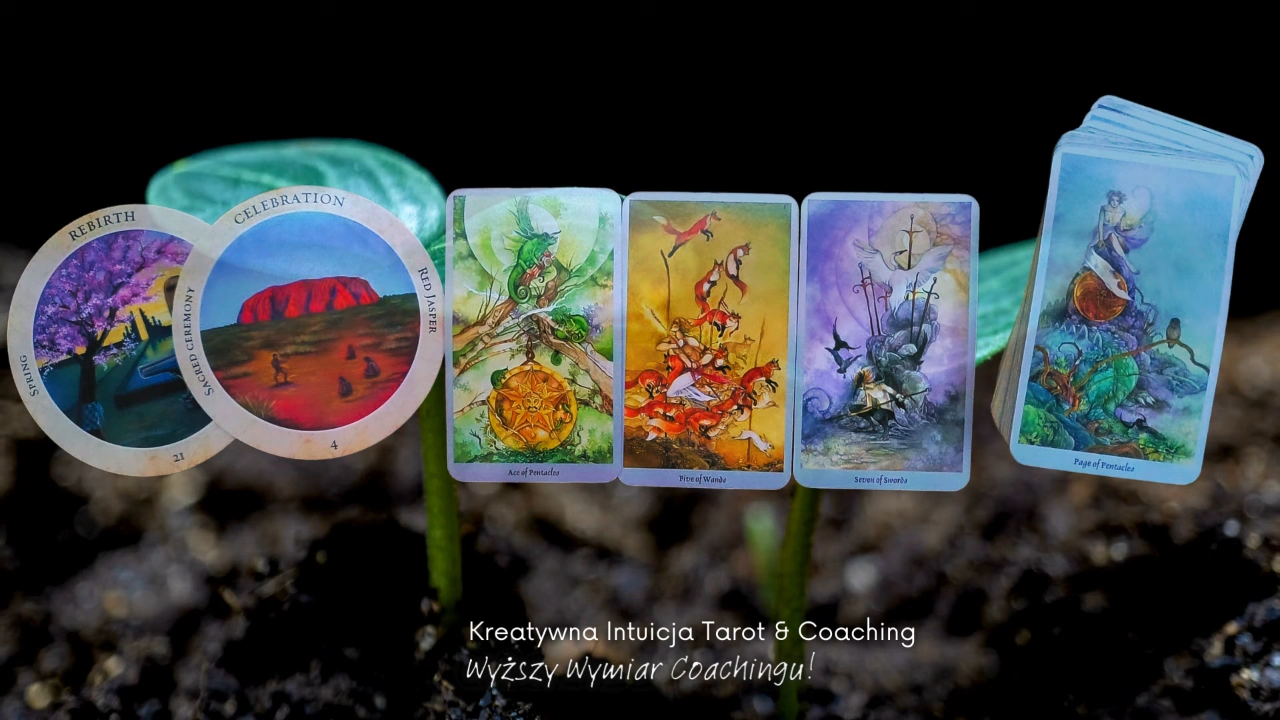 REBIRTH
SPRING
21
CELEBRATION
SACRED CEREMONY
RED JASPER
4
Ace of Pentacles
Five of Wands
Seven of Swords
Page of Pentacles
Kreatywna Intuicja Tarot & Coaching
Wyższy Wymiar Coachingu!